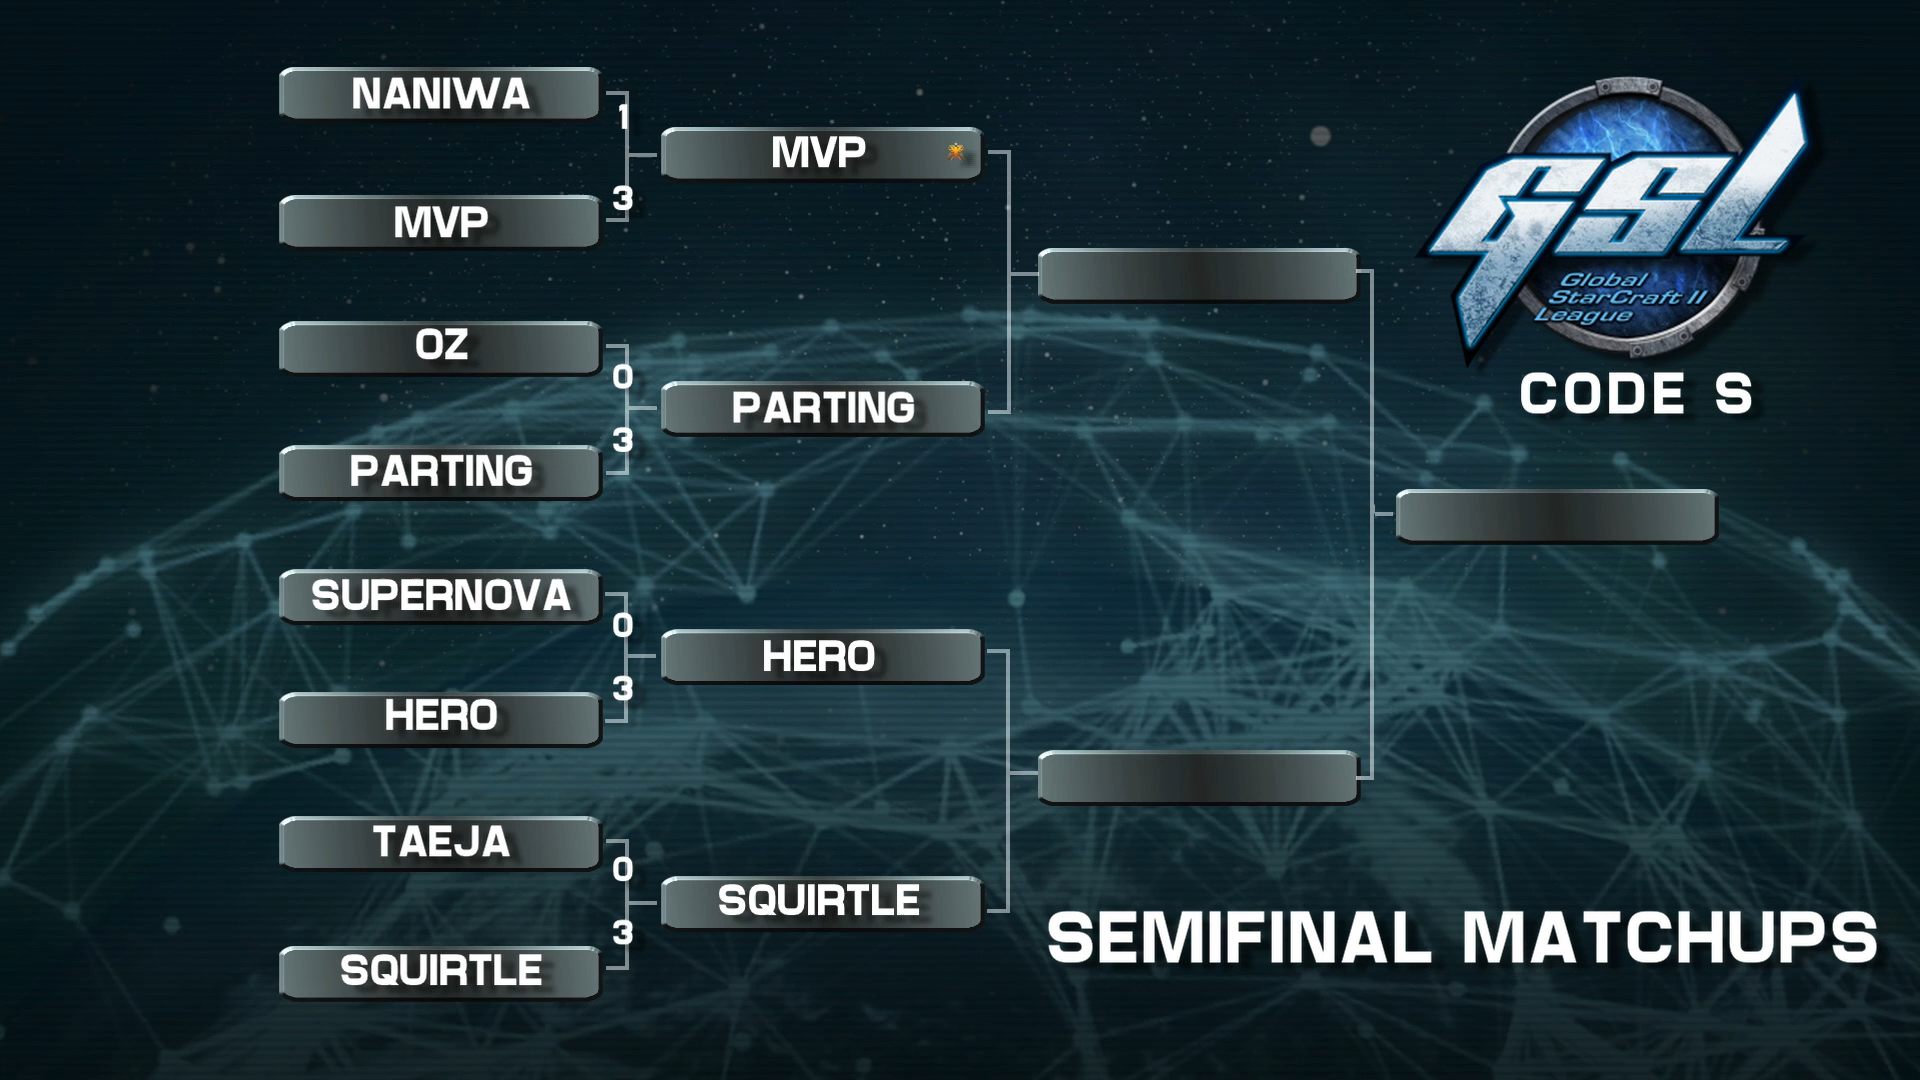 NANIWA
1
3
MVP
MVP
OZ
0
3
PARTING
PARTING
SUPERNOVA
0
3
HERO
HERO
TAEJA
0
3
SQUIRTLE
SQUIRTLE
GSL
Global
StarCraft II
League
CODE S
SEMIFINAL MATCHUPS